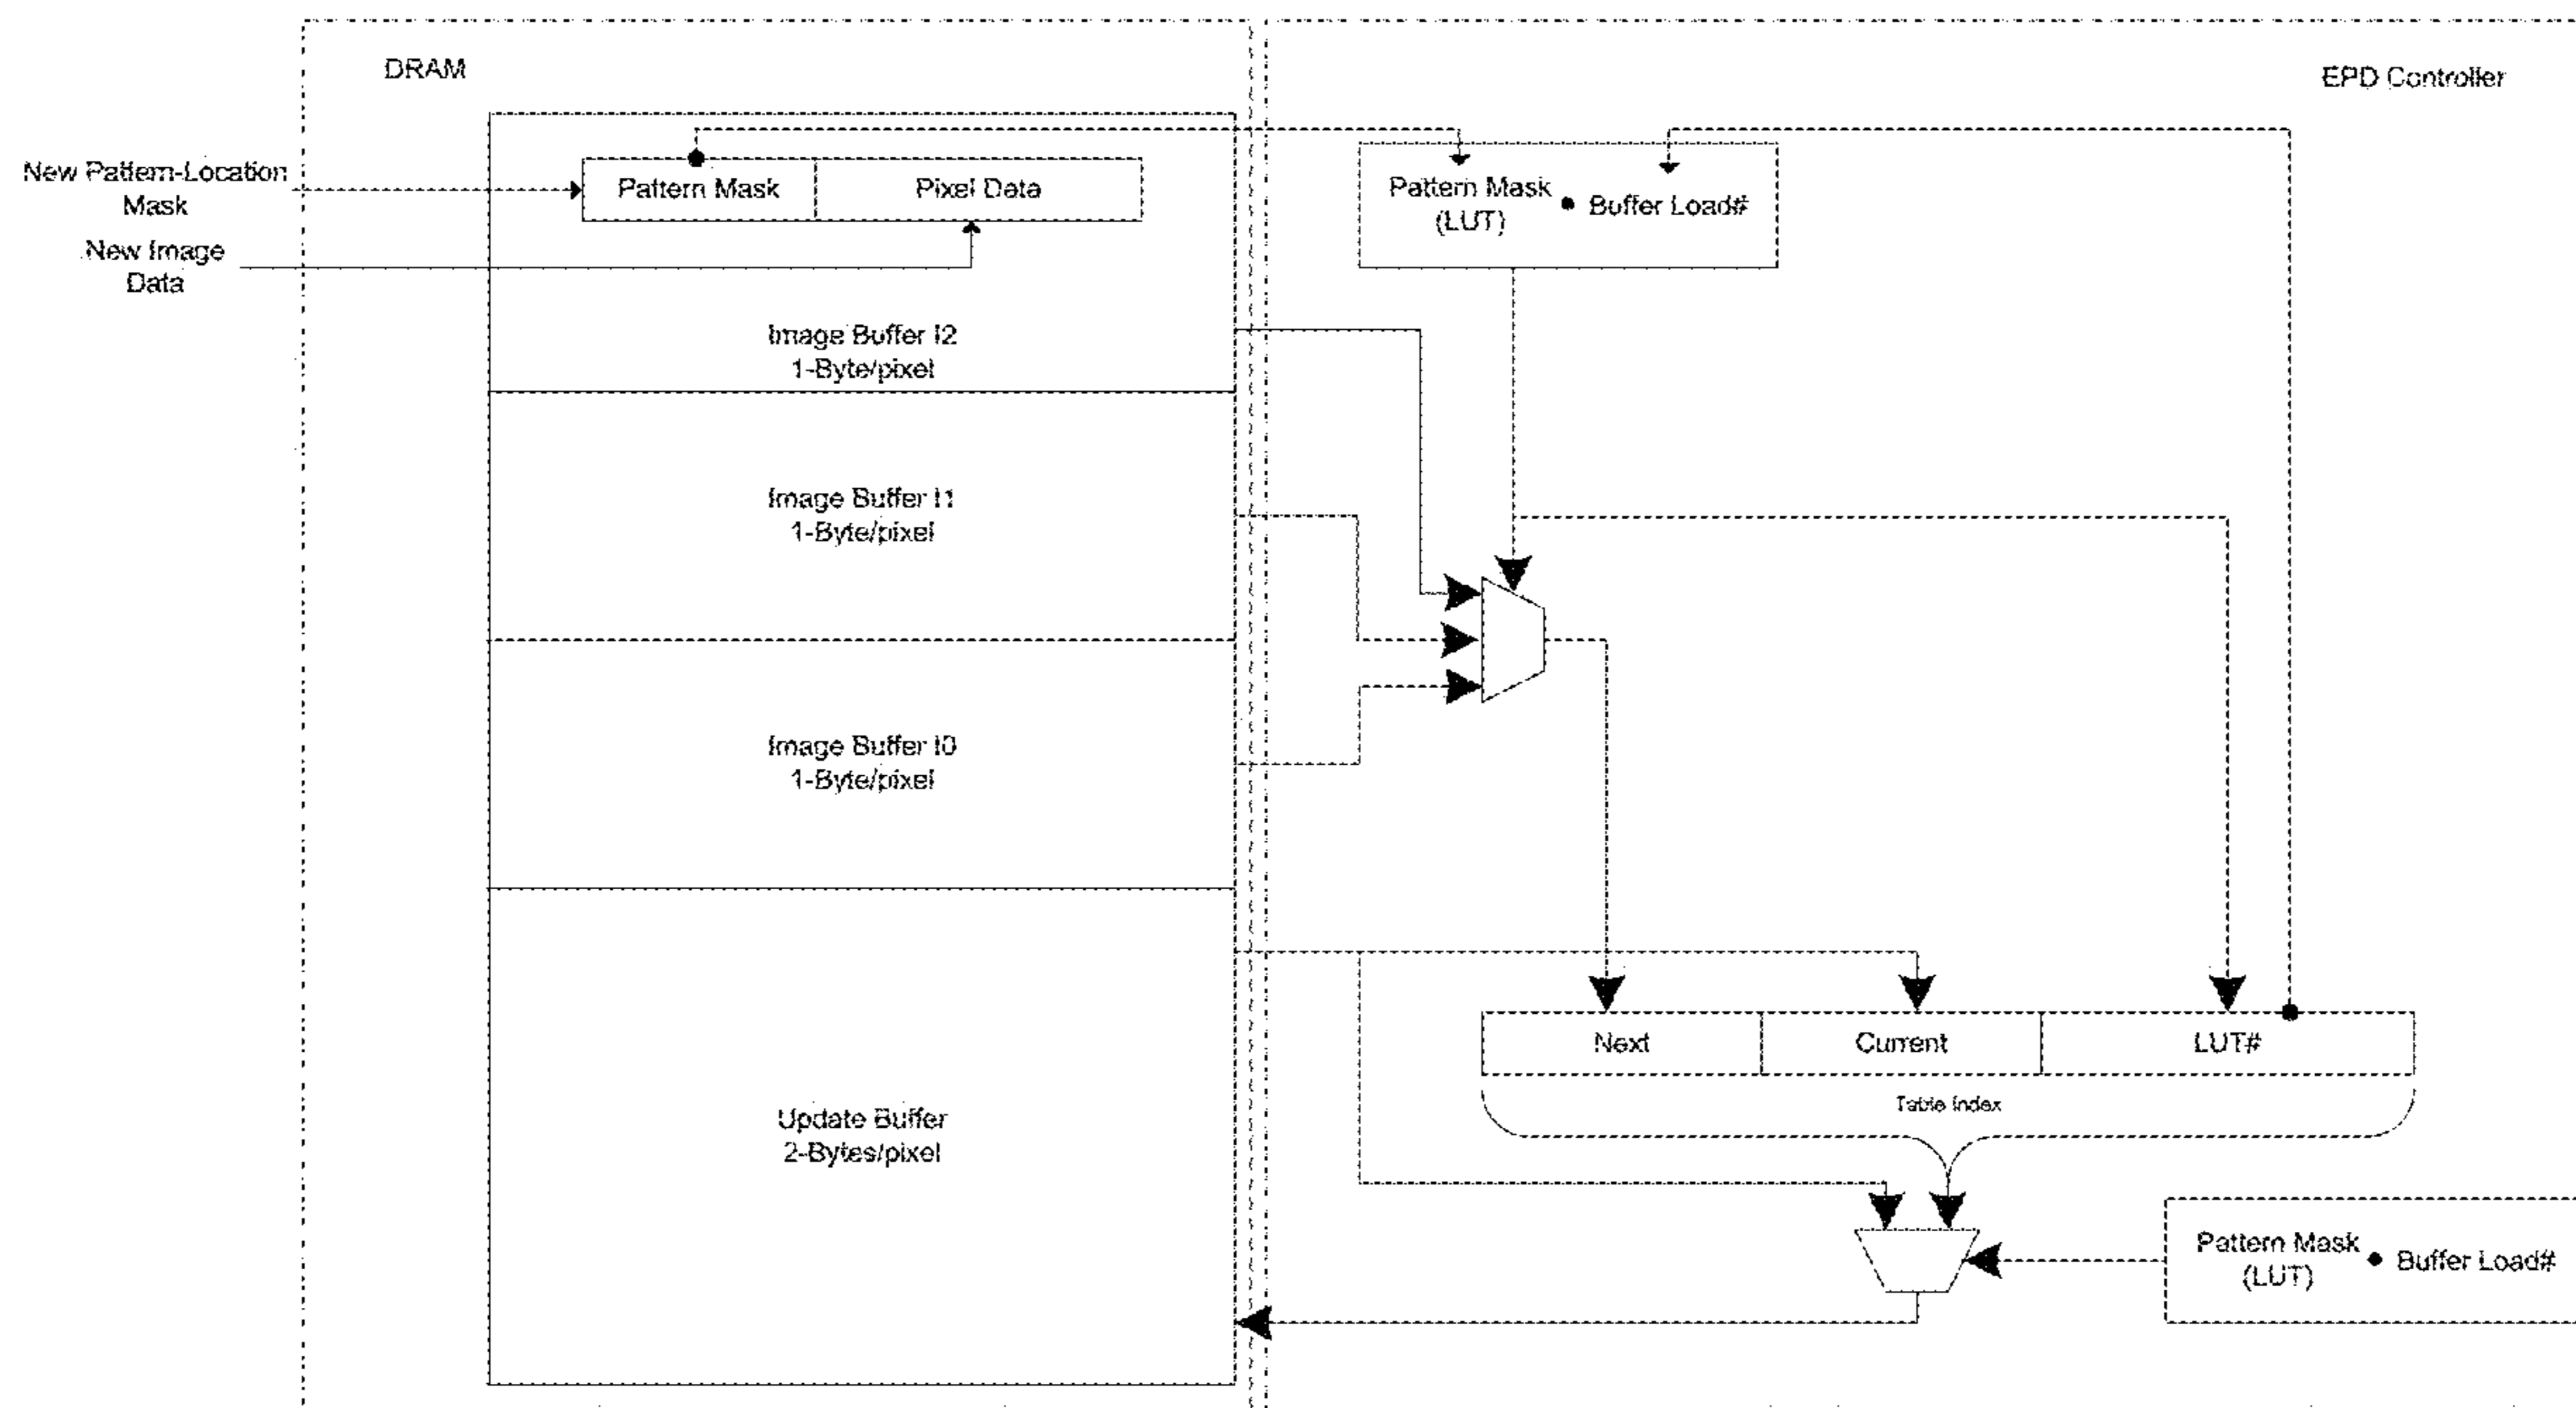 DRAM
EPD Controller
New Pattern-Location
Mask
Pattern Mask
Pixel Data
New Image
Data
Pattern Mask
(LUT)
• Buffer Load#
Image Buffer I2
1-Byte/pixel
Image Buffer I1
1-Byte/pixel
Image Buffer I0
1-Byte/pixel
Next
Current
LUT#
Table Index
Update Buffer
2-Bytes/pixel
Pattern Mask
(LUT)
• Buffer Load#